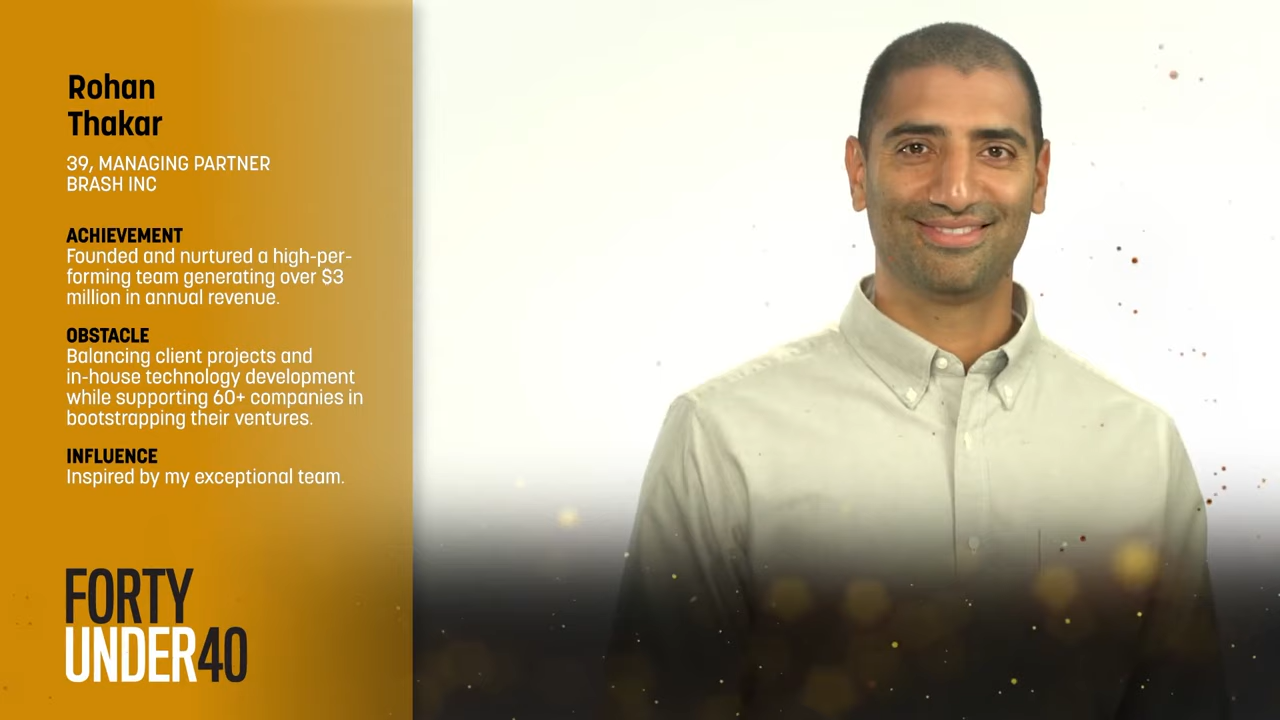 Rohan
Thakar
39, MANAGING PARTNER
BRASH INC
ACHIEVEMENT
Founded and nurtured a high-per-
forming team generating over $3
million in annual revenue.
OBSTACLE
Balancing client projects and
in-house technology development
while supporting 60+ companies in
bootstrapping their ventures.
INFLUENCE
Inspired by my exceptional team.
FORTY
UNDER40